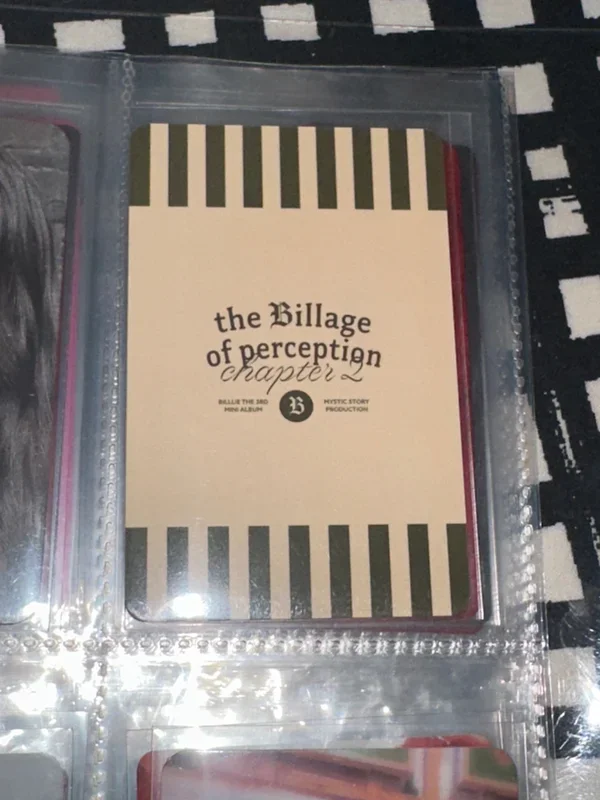 the Billage
of perception
chapter 2
BILLLIE THE 3RD
MINI ALBUM
B
MYSTIC STORY
PRODUCTION